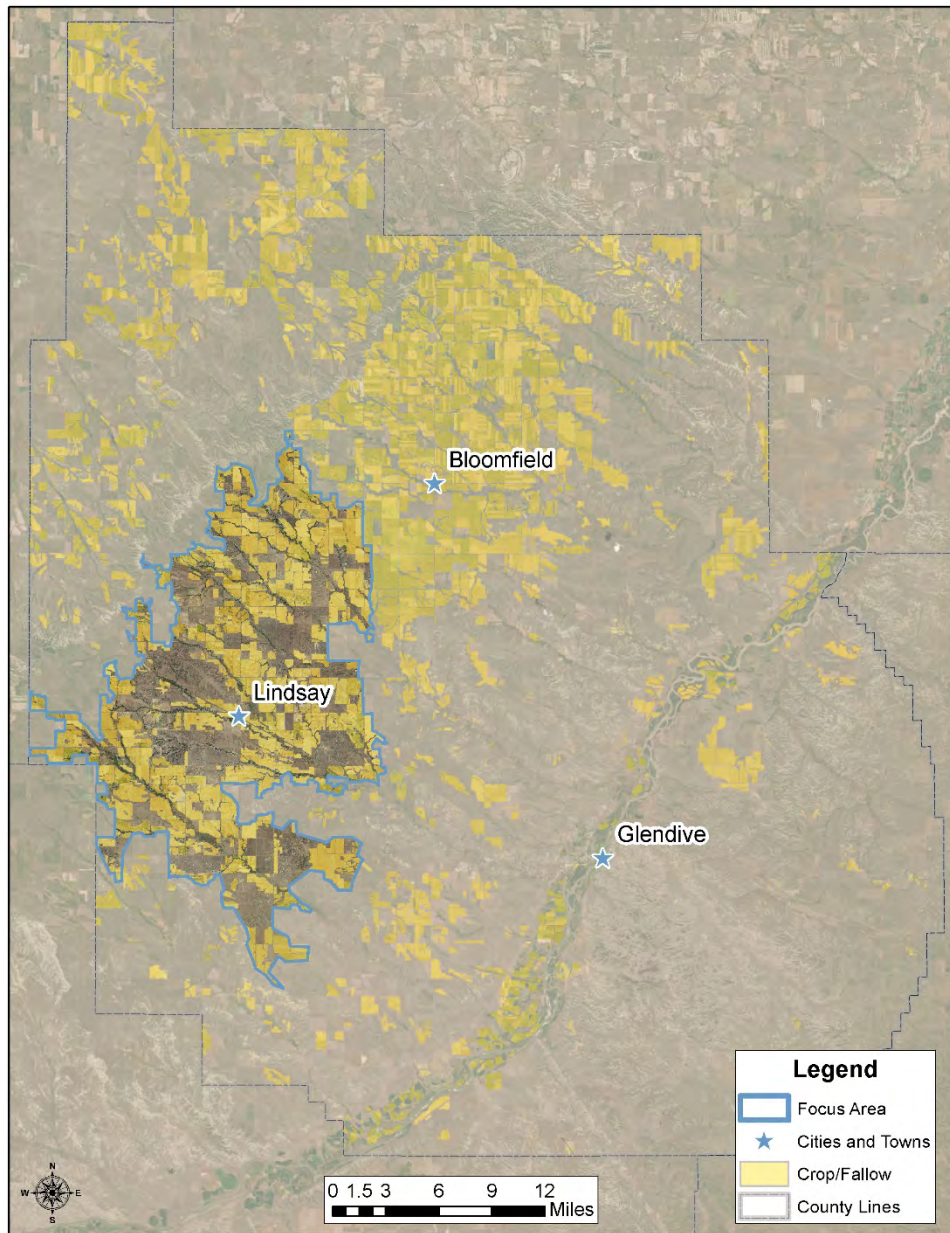 Bloomfield
Lindsay
Glendive
Legend
Focus Area
Cities and Towns
Crop/Fallow
County Lines
N
W E
S
0 1.5 3 6 9 12
Miles